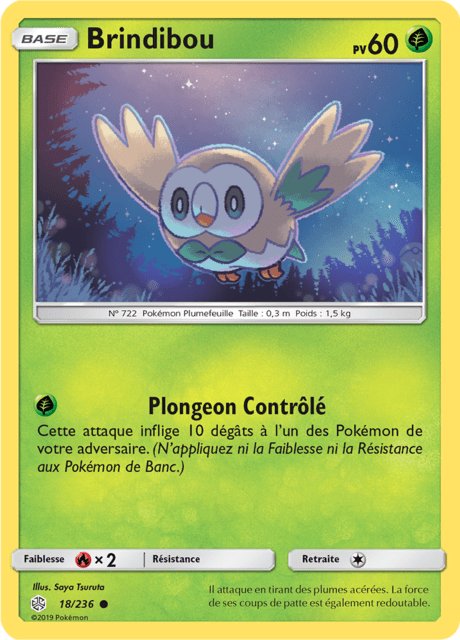 BASE Brindibou PV60
N° 722 Pokémon Plumefeuille Taille : 0,3 m Poids : 1,5 kg
Plongeon Contrôlé
Cette attaque inflige 10 dégâts à l'un des Pokémon de
votre adversaire. (N'appliquez ni la Faiblesse ni la Résistance
aux Pokémon de Banc.)
Faiblesse × 2 Résistance Retraite
Illus. Saya Tsuruta
18/236
©2019 Pokémon
Il attaque en tirant des plumes acérées. La force
de ses coups de patte est également redoutable.